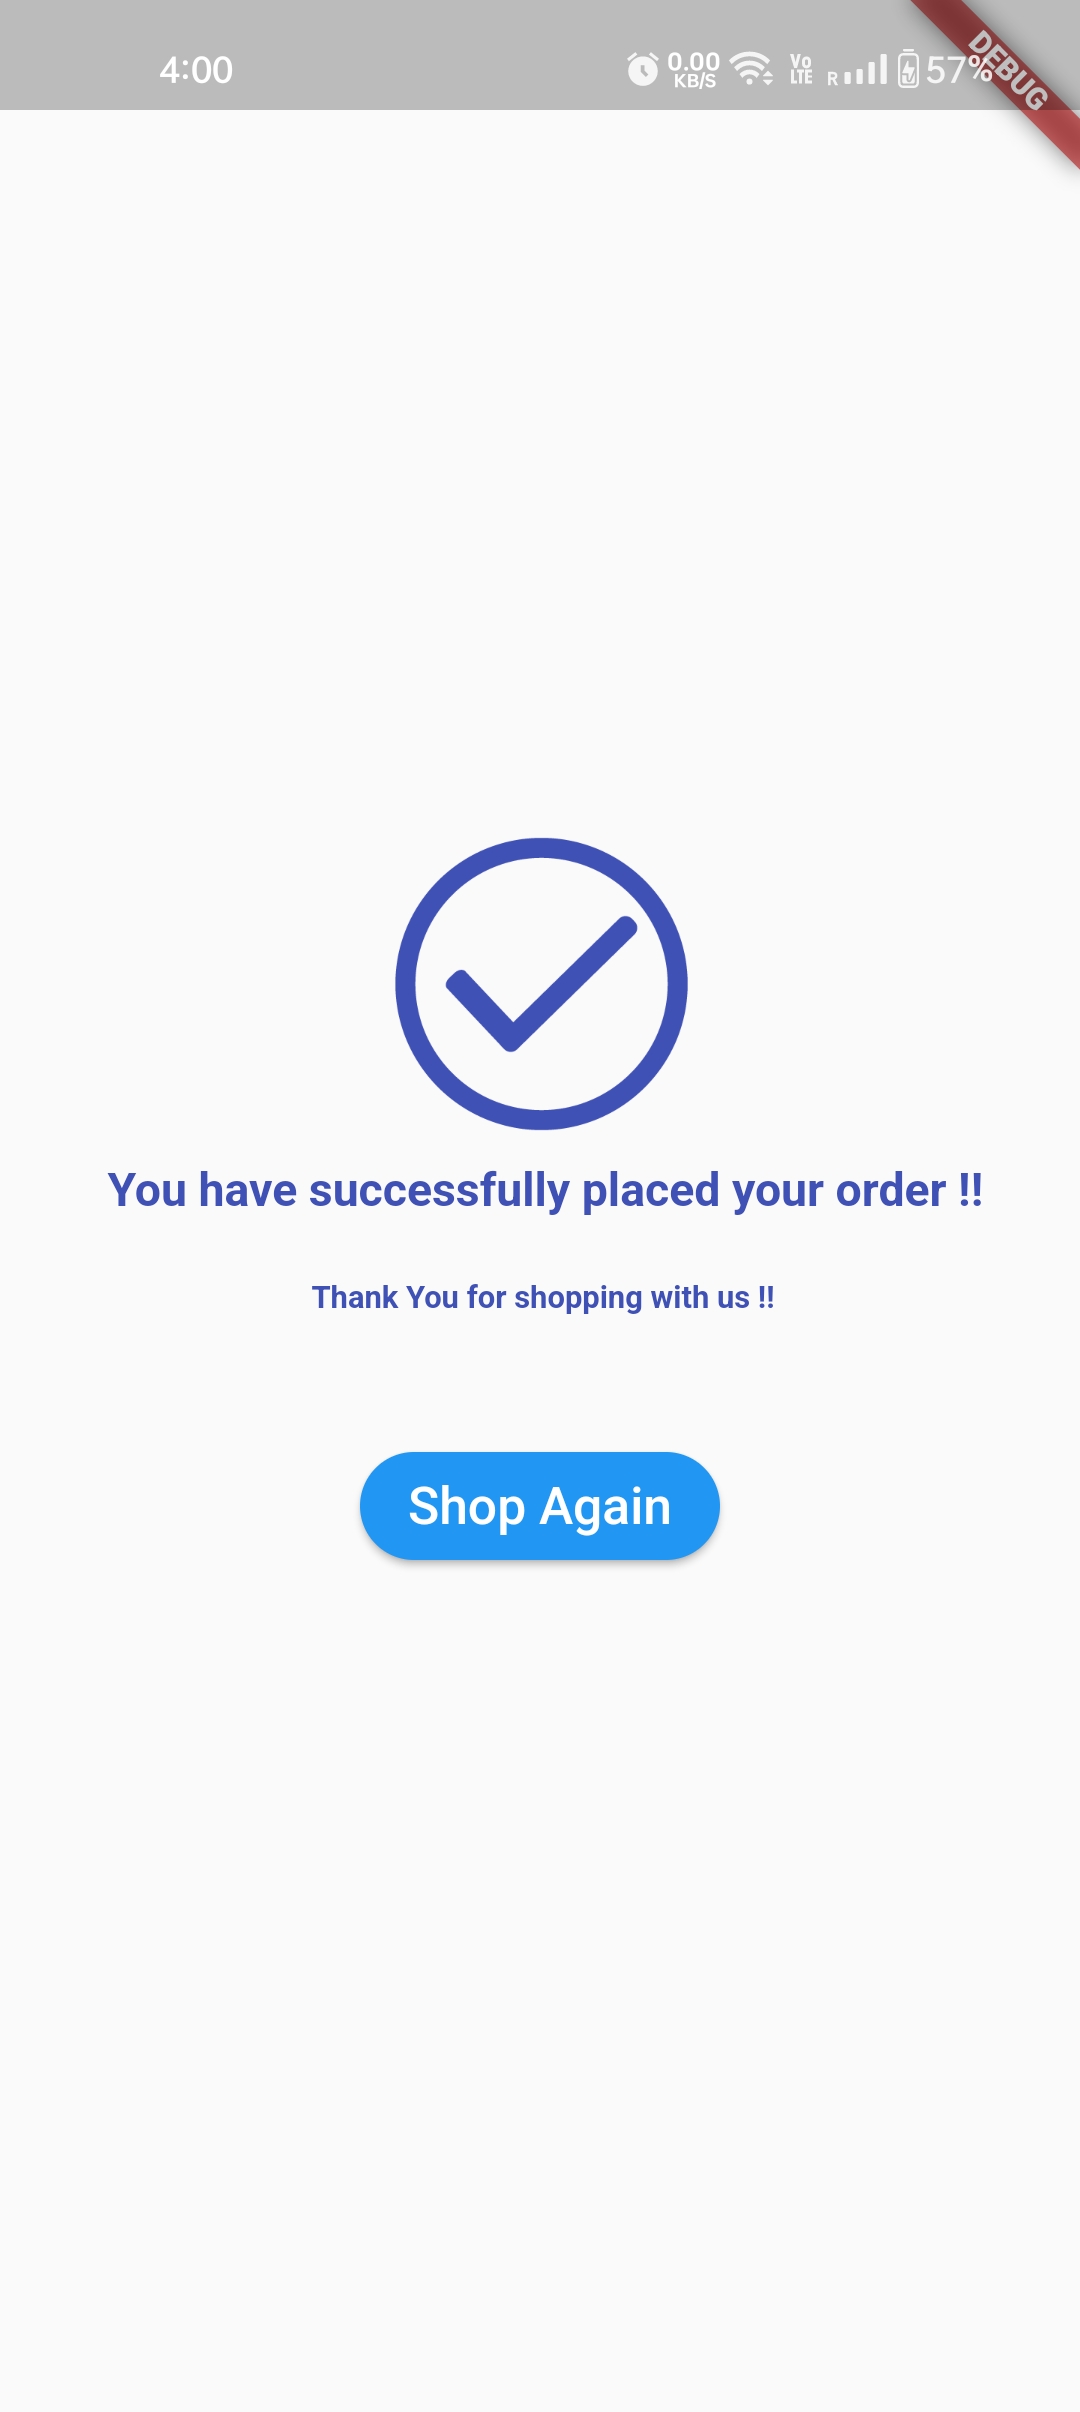 4:00
0.00
KB/S
Vo
LTE
R
57%
DEBUG
You have successfully placed your order !!
Thank You for shopping with us !!
Shop Again